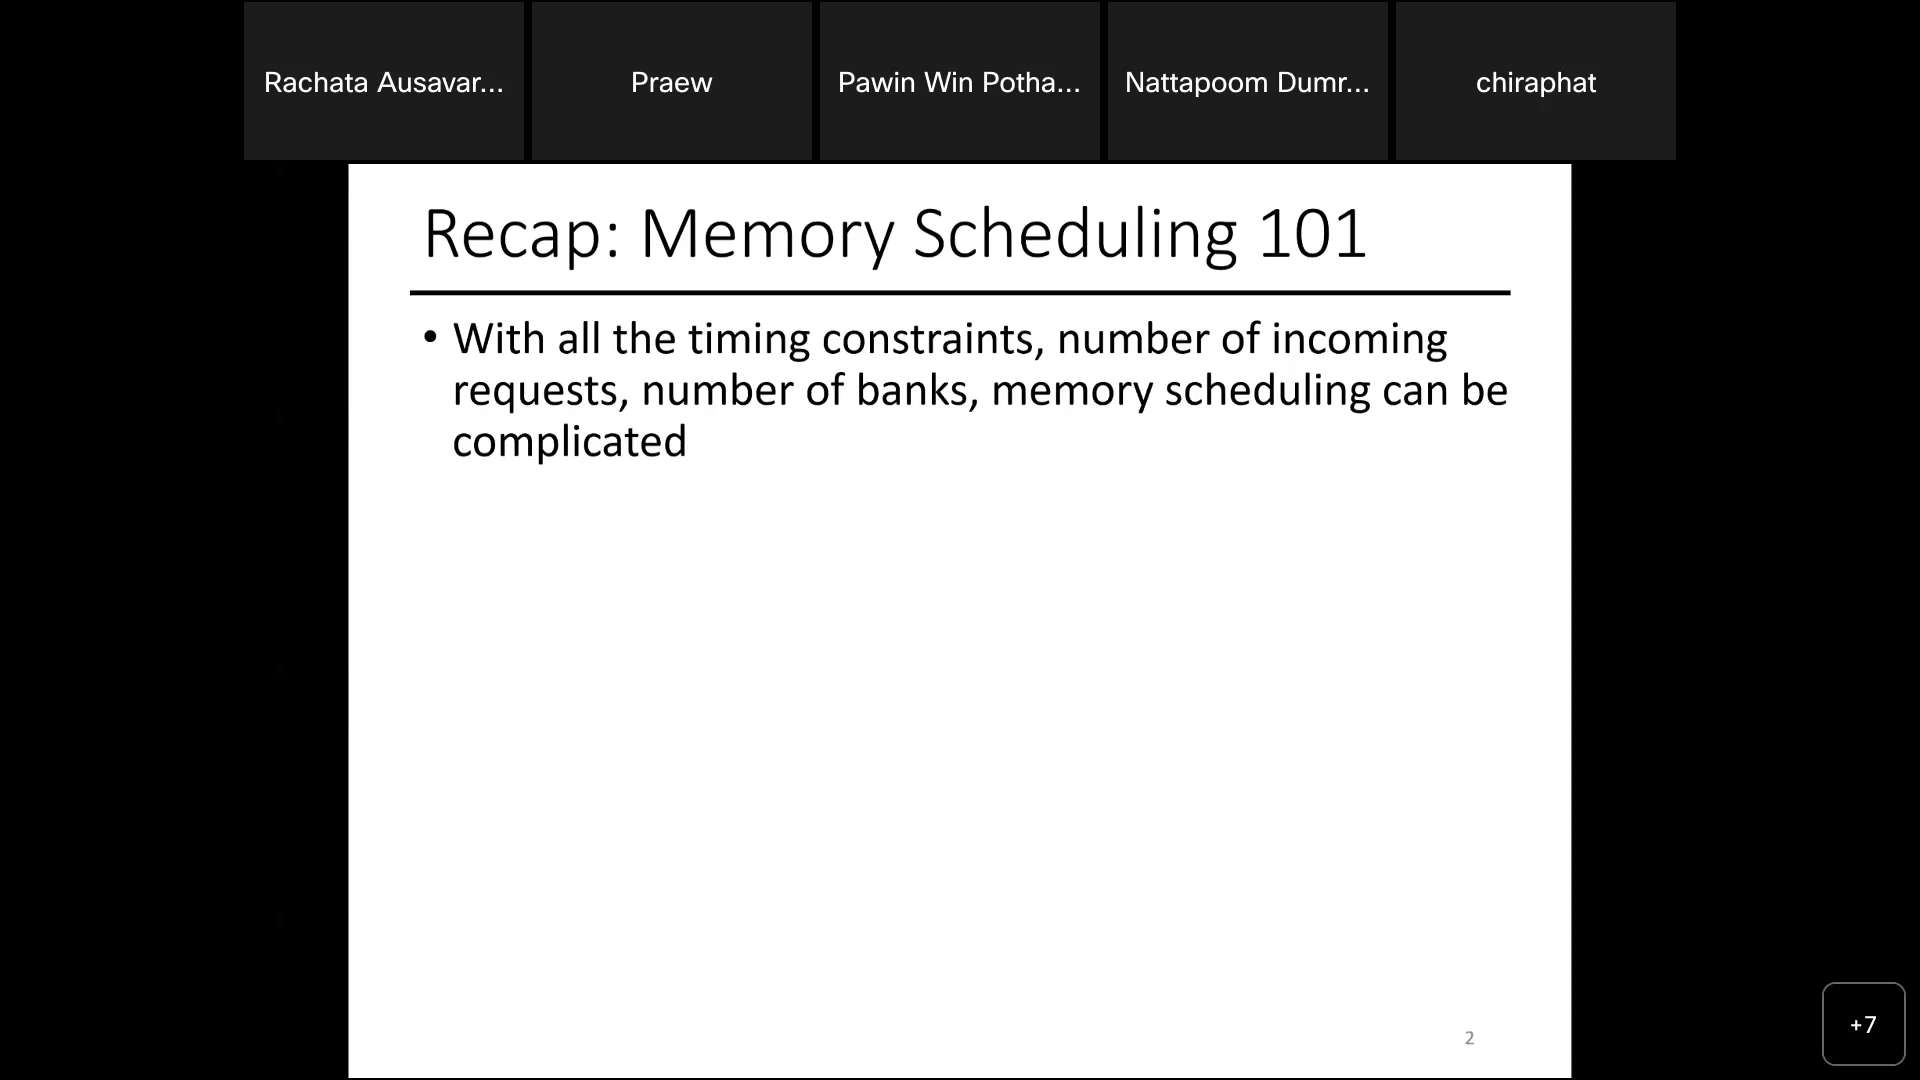 Rachata Ausavar...
Praew
Pawin Win Potha...
Nattapoom Dumr...
chiraphat
Recap: Memory Scheduling 101
• With all the timing constraints, number of incoming
requests, number of banks, memory scheduling can be
complicated
2
+7